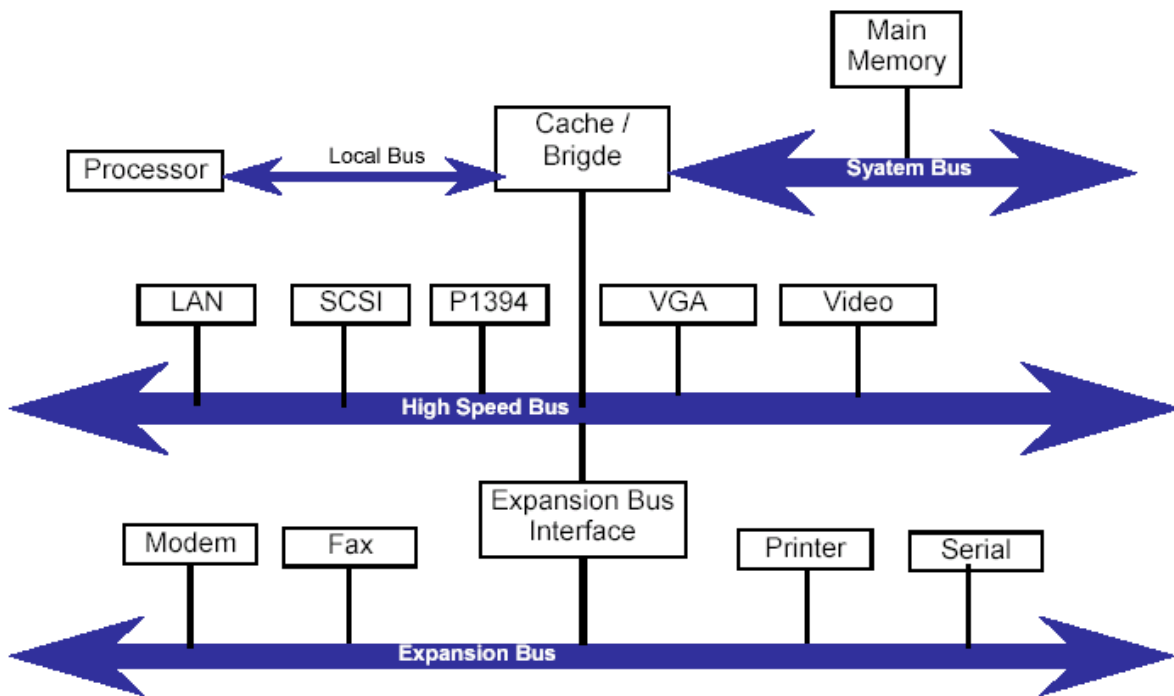 Main
Memory
Cache /
Brigde
Local Bus
Processor
Syatem Bus
LAN
SCSI
P1394
VGA
Video
High Speed Bus
Expansion Bus
Interface
Modem
Fax
Printer
Serial
Expansion Bus